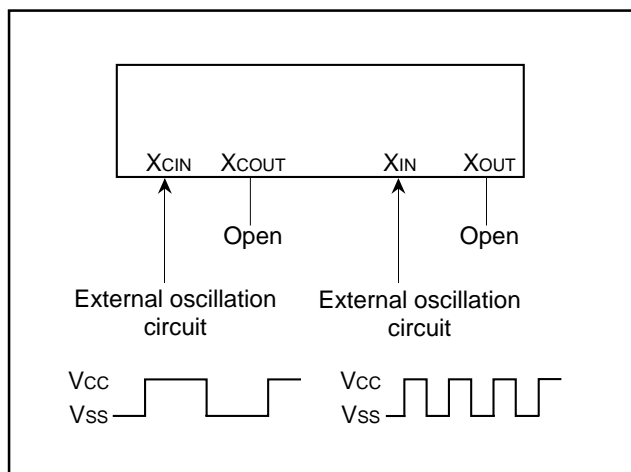 XCIN XCOUT XIN XOUT
Open Open
External oscillation circuit
External oscillation circuit
VCC
VSS
VCC
VSS